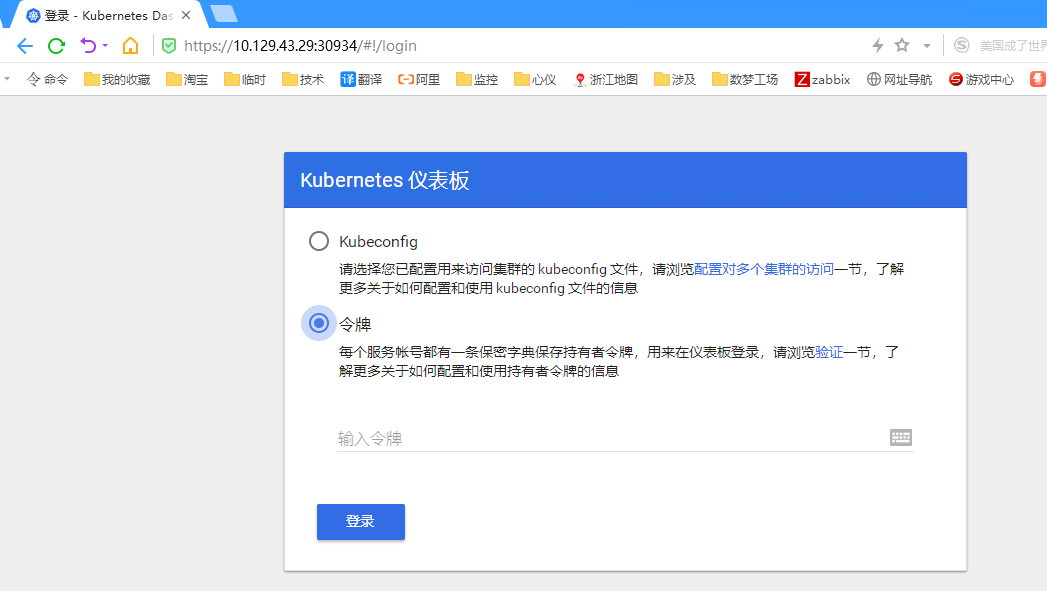 登录 - Kubernetes Das
https://10.129.43.29:30934/#!/login
美国成了世界
命令 我的收藏 淘宝 临时 技术 译 翻译 阿里 监控 心仪 浙江地图 涉及 数梦工场 Z zabbix 网址导航 游戏中心
Kubernetes 仪表板
Kubeconfig
请选择您已配置用来访问集群的 kubeconfig 文件，请浏览配置对多个集群的访问一节，了解
更多关于如何配置和使用 kubeconfig 文件的信息
令牌
每个服务帐号都有一条保密字典保存持有者令牌，用来在仪表板登录，请浏览验证一节，了
解更多关于如何配置和使用持有者令牌的信息
输入令牌
登录